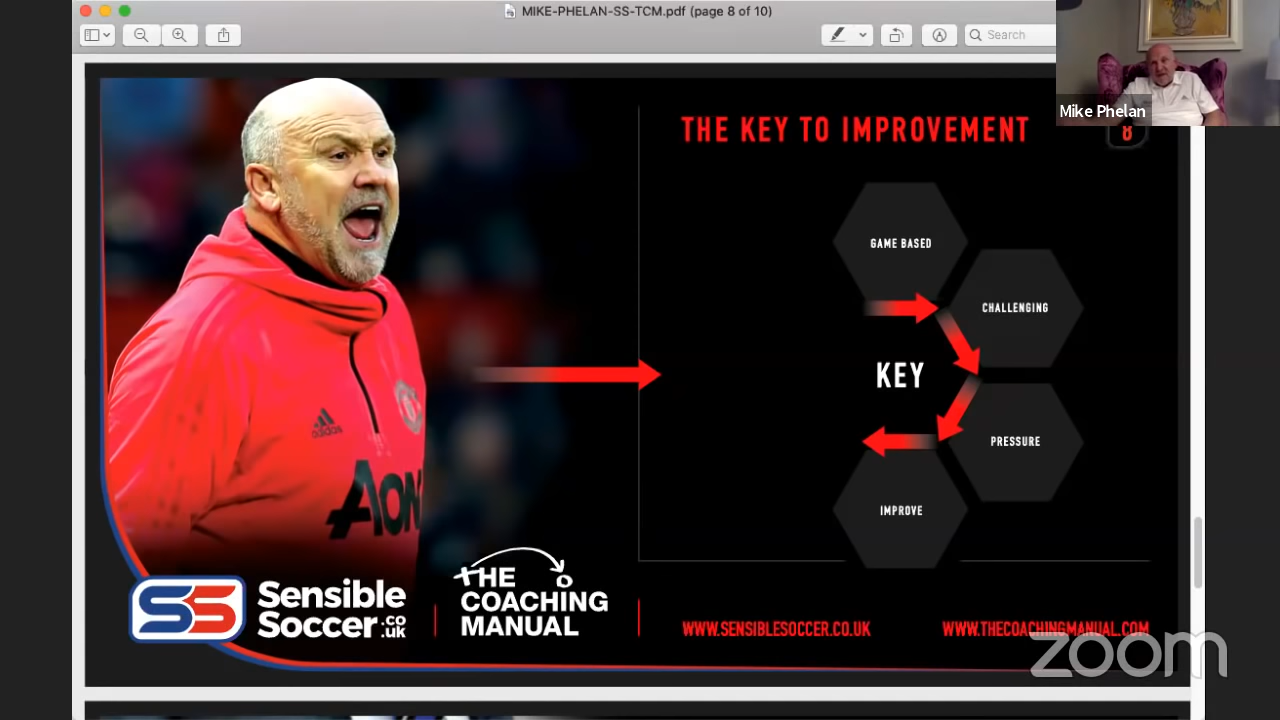 MIKE-PHELAN-SS-TCM.pdf (page 8 of 10)
Search
Mike Phelan
THE KEY TO IMPROVEMENT
8
GAME BASED
CHALLENGING
KEY
PRESSURE
IMPROVE
adidas
AON
SS
Sensible
Soccer.co
.uk
THE
COACHING
MANUAL
WWW.SENSIBLESOCCER.CO.UK
WWW.THECOACHINGMANUAL.COM
zoom